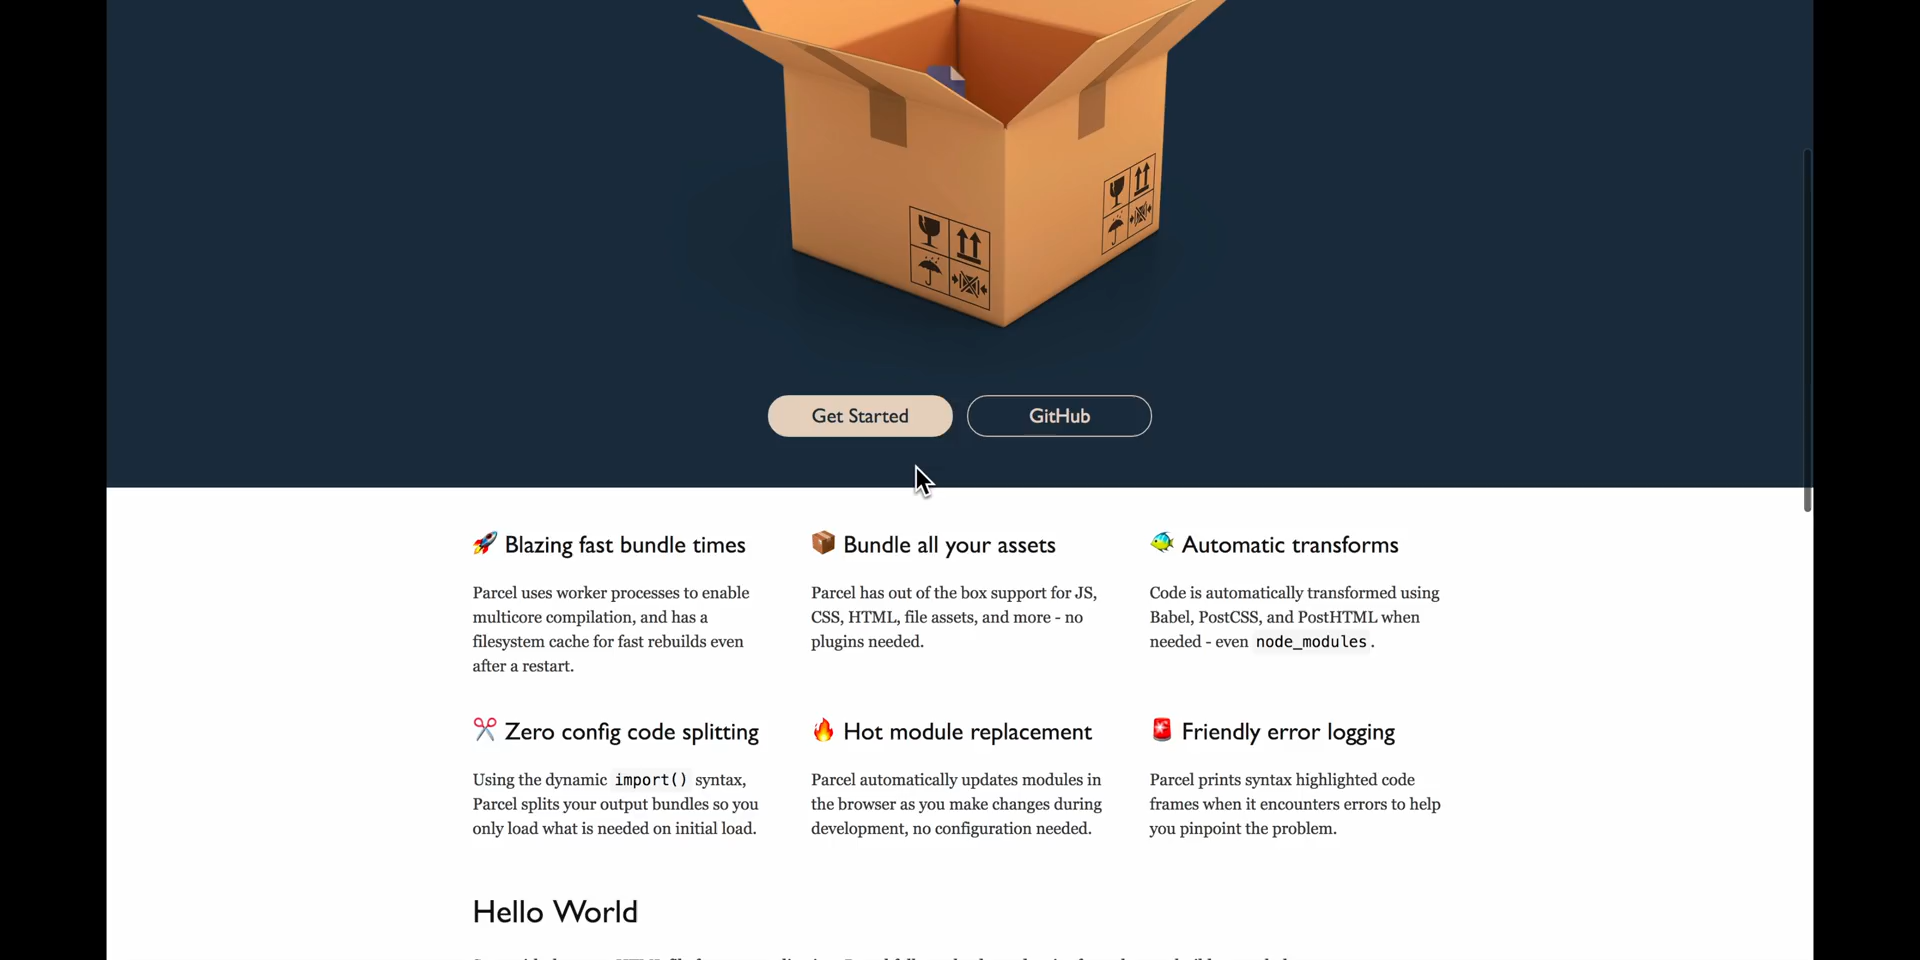 Get Started
GitHub
🚀 Blazing fast bundle times
Parcel uses worker processes to enable
multicore compilation, and has a
filesystem cache for fast rebuilds even
after a restart.
📦 Bundle all your assets
Parcel has out of the box support for JS,
CSS, HTML, file assets, and more - no
plugins needed.
🐠 Automatic transforms
Code is automatically transformed using
Babel, PostCSS, and PostHTML when
needed - even node_modules.
✂️ Zero config code splitting
Using the dynamic import() syntax,
Parcel splits your output bundles so you
only load what is needed on initial load.
🔥 Hot module replacement
Parcel automatically updates modules in
the browser as you make changes during
development, no configuration needed.
🚨 Friendly error logging
Parcel prints syntax highlighted code
frames when it encounters errors to help
you pinpoint the problem.
Hello World